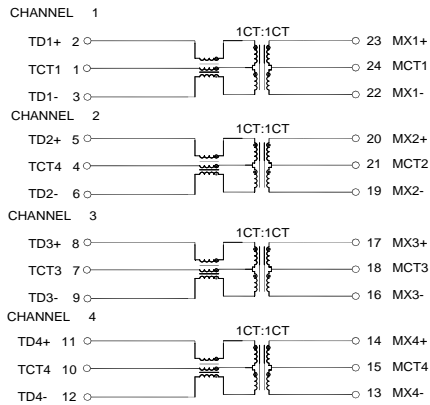 CHANNEL 1
1CT:1CT
TD1+ 2 23 MX1+
TCT1 1 24 MCT1
TD1- 3 22 MX1-
CHANNEL 2
1CT:1CT
TD2+ 5 20 MX2+
TCT4 4 21 MCT2
TD2- 6 19 MX2-
CHANNEL 3
1CT:1CT
TD3+ 8 17 MX3+
TCT3 7 18 MCT3
TD3- 9 16 MX3-
CHANNEL 4
1CT:1CT
TD4+ 11 14 MX4+
TCT4 10 15 MCT4
TD4- 12 13 MX4-